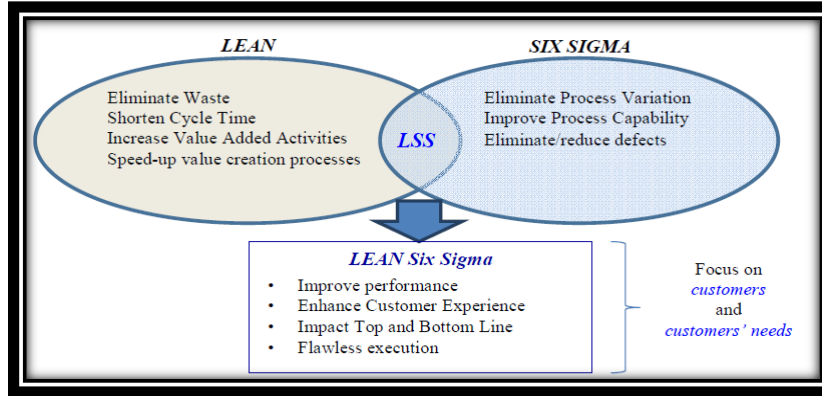 LEAN
SIX SIGMA
Eliminate Waste
Shorten Cycle Time
Increase Value Added Activities
Speed-up value creation processes
LSS
Eliminate Process Variation
Improve Process Capability
Eliminate/reduce defects
LEAN Six Sigma
• Improve performance
• Enhance Customer Experience
• Impact Top and Bottom Line
• Flawless execution
Focus on
customers
and
customers' needs